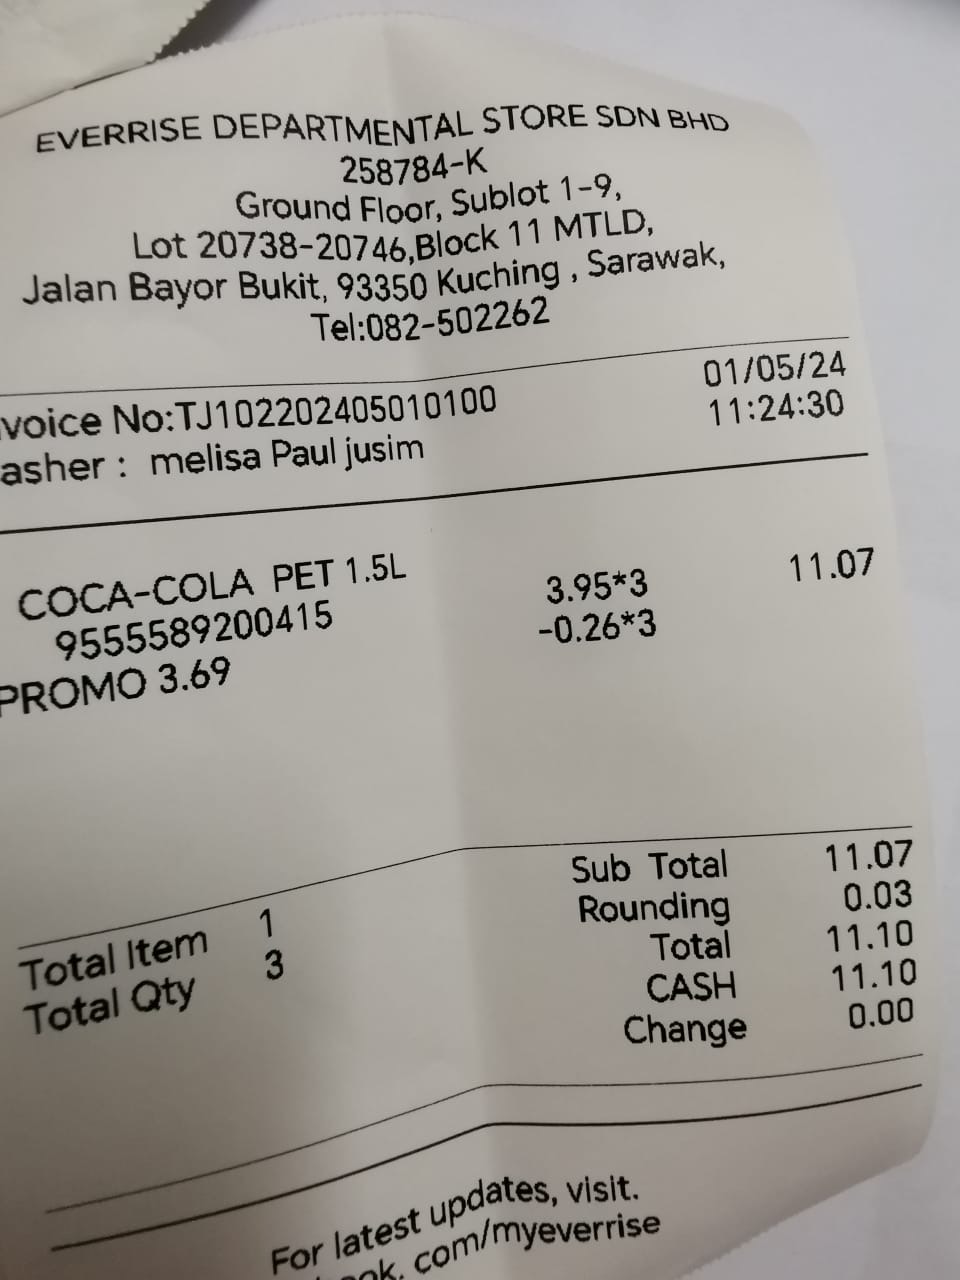 EVERRISE DEPARTMENTAL STORE SDN BHD
258784-K
Ground Floor, Sublot 1-9,
Lot 20738-20746,Block 11 MTLD,
Jalan Bayor Bukit, 93350 Kuching , Sarawak,
Tel:082-502262
voice No:TJ102202405010100 01/05/24
asher : melisa Paul jusim 11:24:30
COCA-COLA PET 1.5L 3.95*3 11.07
9555589200415 -0.26*3
PROMO 3.69
Sub Total 11.07
Rounding 0.03
Total Item 1 Total 11.10
Total Qty 3 CASH 11.10
Change 0.00
For latest updates, visit.
ok. com/myeverrise